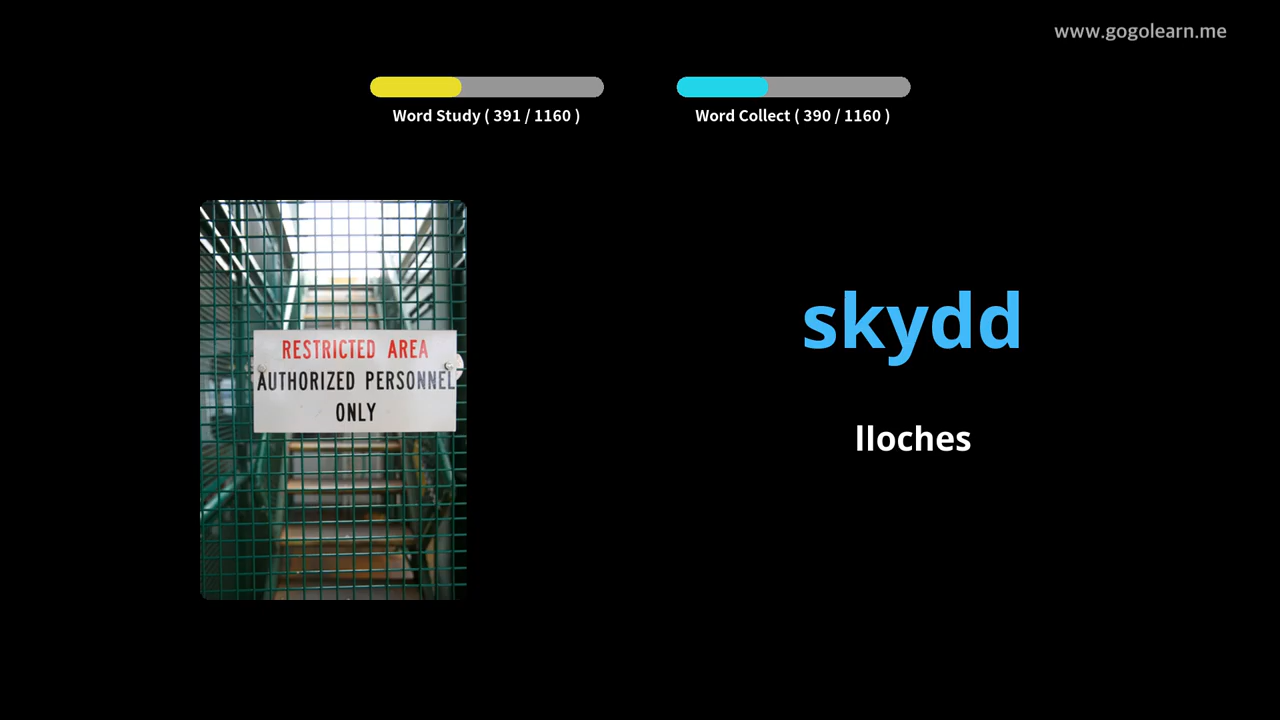 www.gogolearn.me
Word Study ( 391 / 1160 )
Word Collect ( 390 / 1160 )
RESTRICTED AREA
AUTHORIZED PERSONNEL
ONLY
skydd
lloches